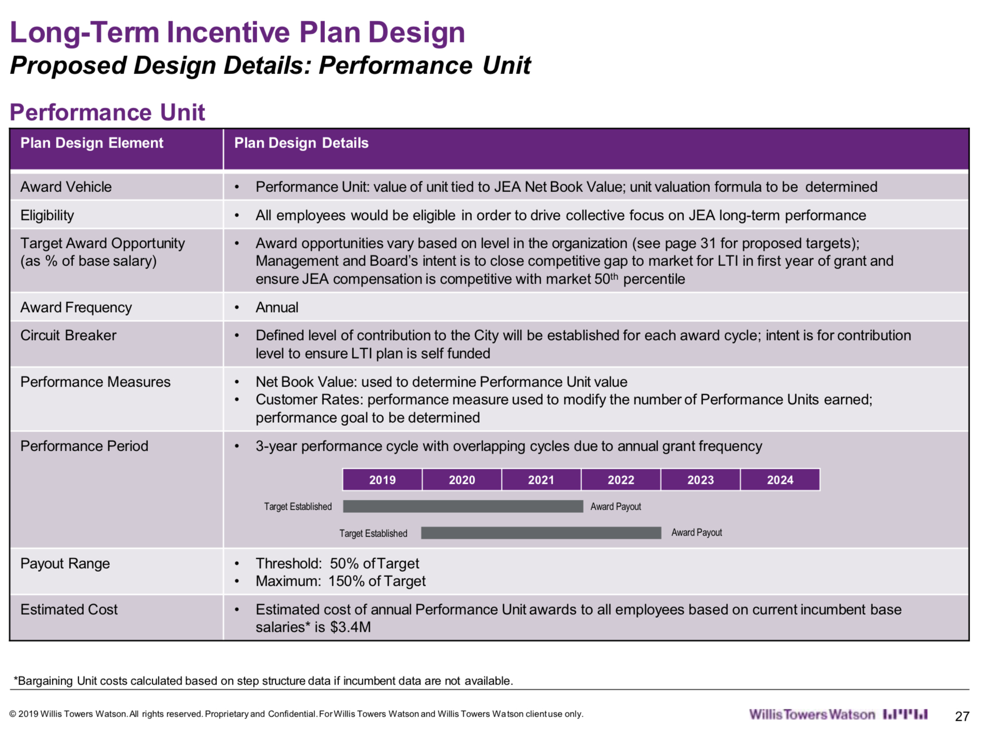 Long-Term Incentive Plan Design
Proposed Design Details: Performance Unit
Performance Unit
Plan Design Element
Plan Design Details
Award Vehicle
• Performance Unit: value of unit tied to JEA Net Book Value; unit valuation formula to be determined
Eligibility
• All employees would be eligible in order to drive collective focus on JEA long-term performance
Target Award Opportunity
(as % of base salary)
• Award opportunities vary based on level in the organization (see page 31 for proposed targets);
Management and Board's intent is to close competitive gap to market for LTI in first year of grant and
ensure JEA compensation is competitive with market 50th percentile
Award Frequency
• Annual
Circuit Breaker
• Defined level of contribution to the City will be established for each award cycle; intent is for contribution
level to ensure LTI plan is self funded
Performance Measures
• Net Book Value: used to determine Performance Unit value
• Customer Rates: performance measure used to modify the number of Performance Units earned;
performance goal to be determined
Performance Period
• 3-year performance cycle with overlapping cycles due to annual grant frequency
2019 2020 2021 2022 2023 2024
Target Established Award Payout
Target Established Award Payout
Payout Range
• Threshold: 50% of Target
• Maximum: 150% of Target
Estimated Cost
• Estimated cost of annual Performance Unit awards to all employees based on current incumbent base
salaries* is $3.4M
*Bargaining Unit costs calculated based on step structure data if incumbent data are not available.
© 2019 Willis Towers Watson. All rights reserved. Proprietary and Confidential. For Willis Towers Watson and Willis Towers Watson client use only.
Willis Towers Watson
27